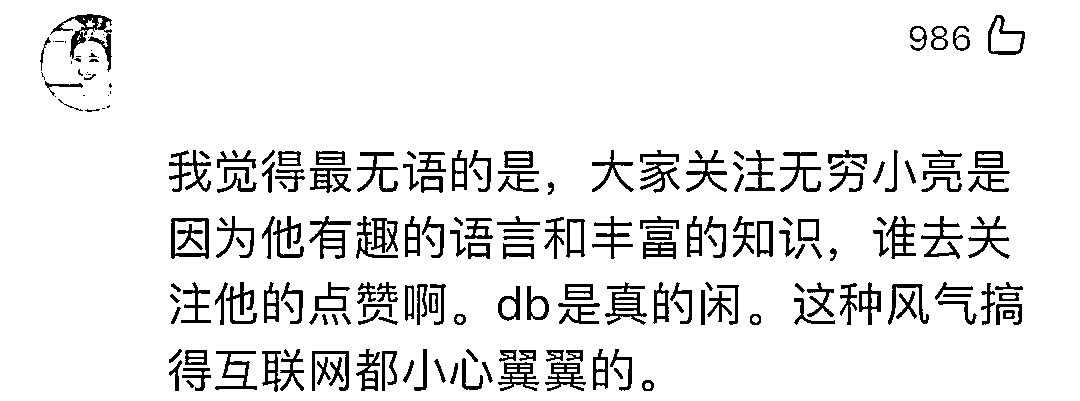 986
我觉得最无语的是，大家关注无穷小亮是
因为他有趣的语言和丰富的知识，谁去关
注他的点赞啊。db是真的闲。这种风气搞
得互联网都小心翼翼的。